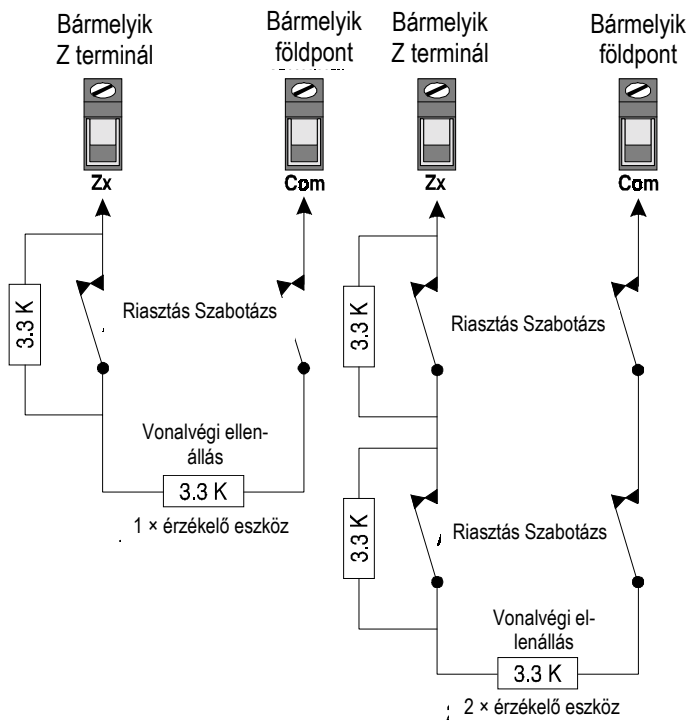 Bármelyik
Z terminál
Bármelyik
földpont
Bármelyik
Z terminál
Bármelyik
földpont
Zx
Com
Zx
Com
3.3 K
Riasztás Szabotázs
Vonalvégi ellen-
állás
3.3 K
1 × érzékelő eszköz
3.3 K
Riasztás Szabotázs
3.3 K
Riasztás Szabotázs
Vonalvégi el-
lenállás
3.3 K
2 × érzékelő eszköz